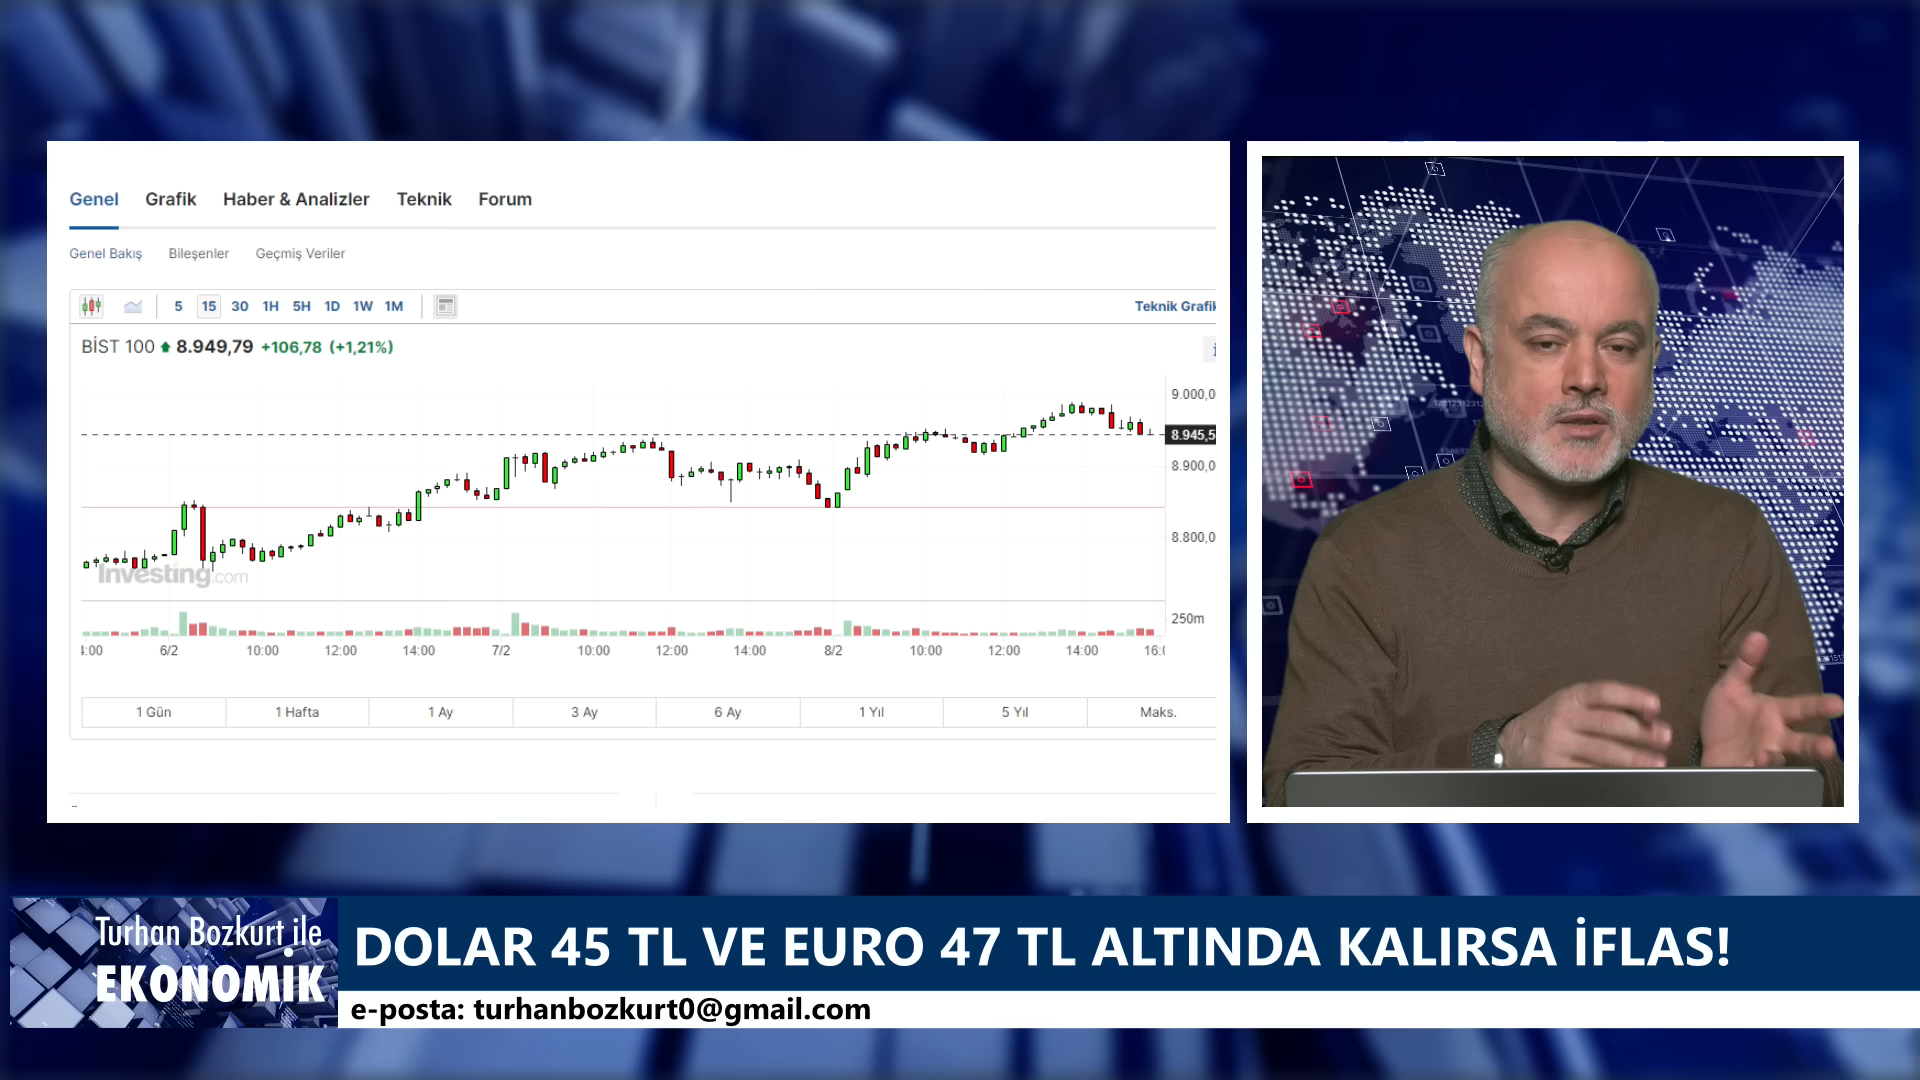 Genel Grafik Haber & Analizler Teknik Forum
Genel Bakış Bileşenler Geçmiş Veriler
5 15 30 1H 5H 1D 1W 1M Teknik Grafik
BİST 100 8.949,79 +106,78 (+1,21%)
9.000,0
8.945,5
8.900,0
8.800,0
Investing.com
250m
:00 6/2 10:00 12:00 14:00 7/2 10:00 12:00 14:00 8/2 10:00 12:00 14:00 16:0
1 Gün 1 Hafta 1 Ay 3 Ay 6 Ay 1 Yıl 5 Yıl Maks.
Turhan Bozkurt ile
EKONOMİK
DOLAR 45 TL VE EURO 47 TL ALTINDA KALIRSA İFLAS!
e-posta: turhanbozkurt0@gmail.com